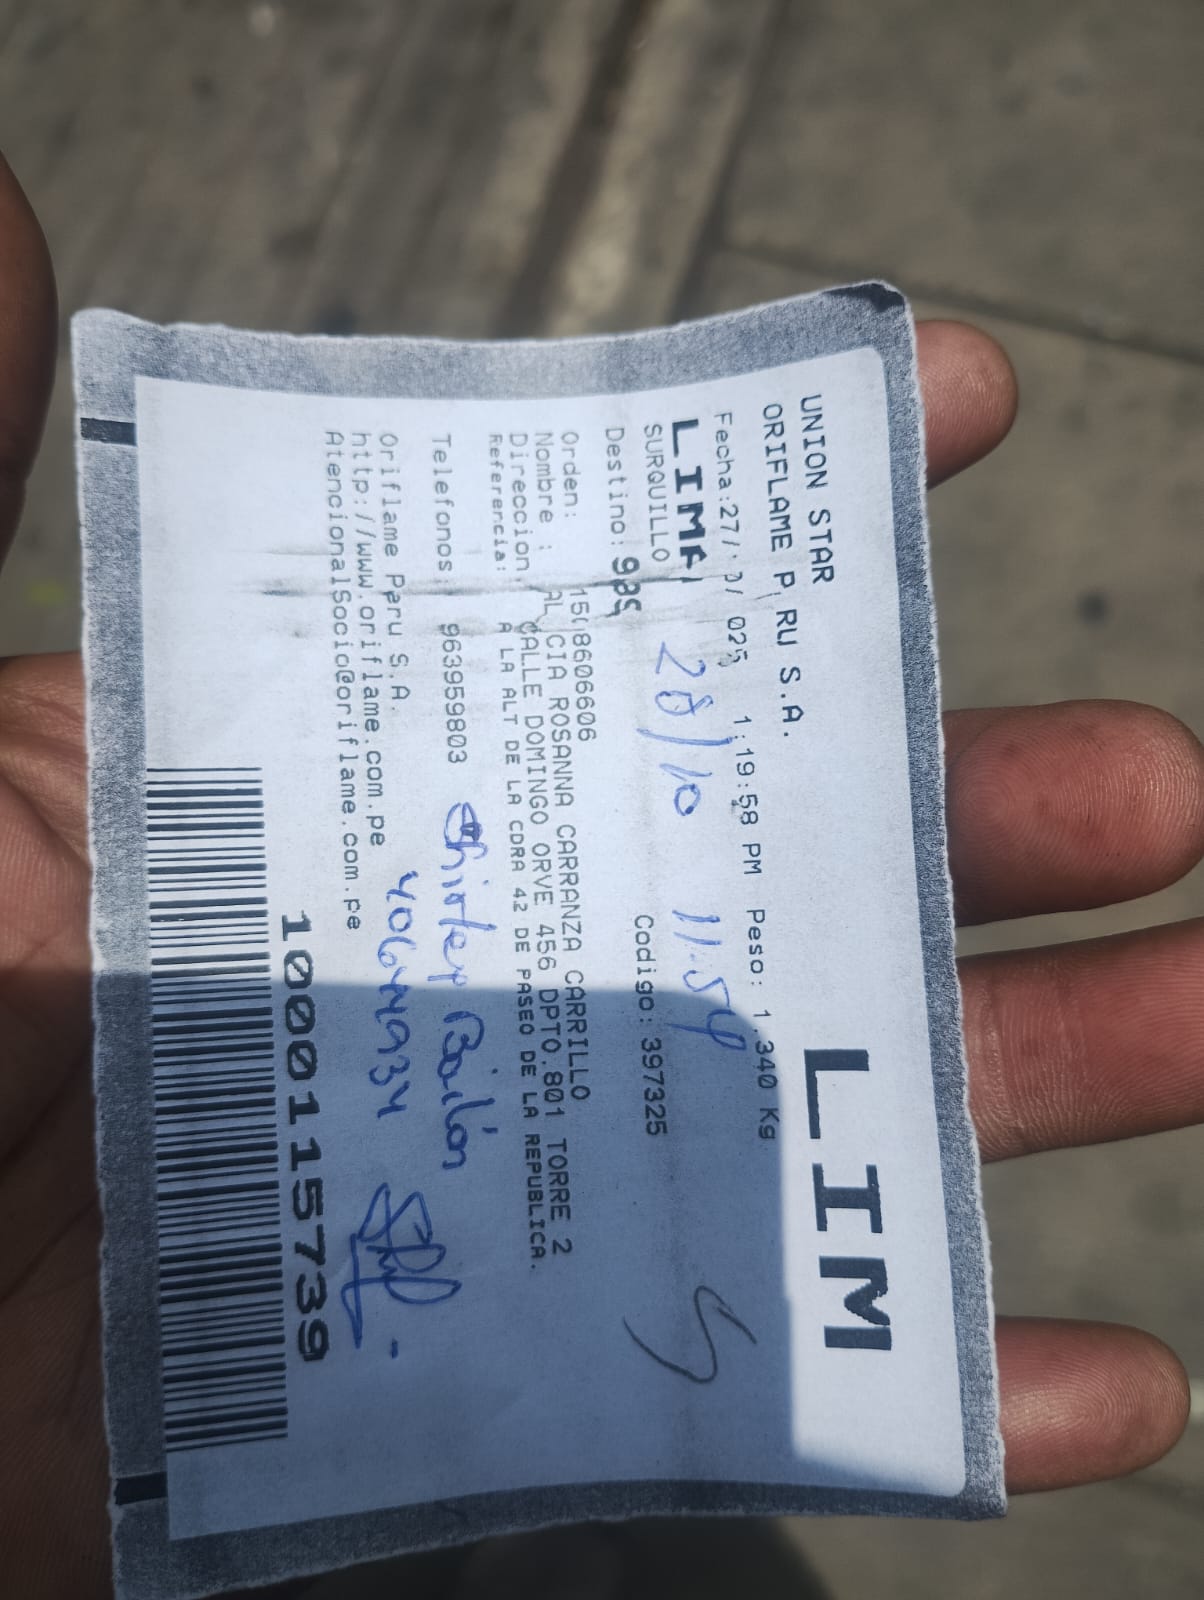 LIM
UNION STAR
ORIFLAME P RU S.A.
Fecha:27/ 025 1:19:58 PM Peso: 1.340 Kg
LIMA
28/10 11:54
SURQUILLO
Codigo:397325
Destino:
Orden: 8606606
Nombre : AL CIA ROSANNA CARRANZA CARRILLO
Direccion CALLE DOMINGO ORVE 456 DPTO.801 TORRE 2
Referencia: A LA ALT DE LA CDRA 42 DE PASEO DE LA REPUBLICA.
Telefonos: 963959803
Bailón
Oriflame Peru S.A.
http://www.oriflame.com.pe
AtencionalSocio@oriflame.com.pe
1000115739